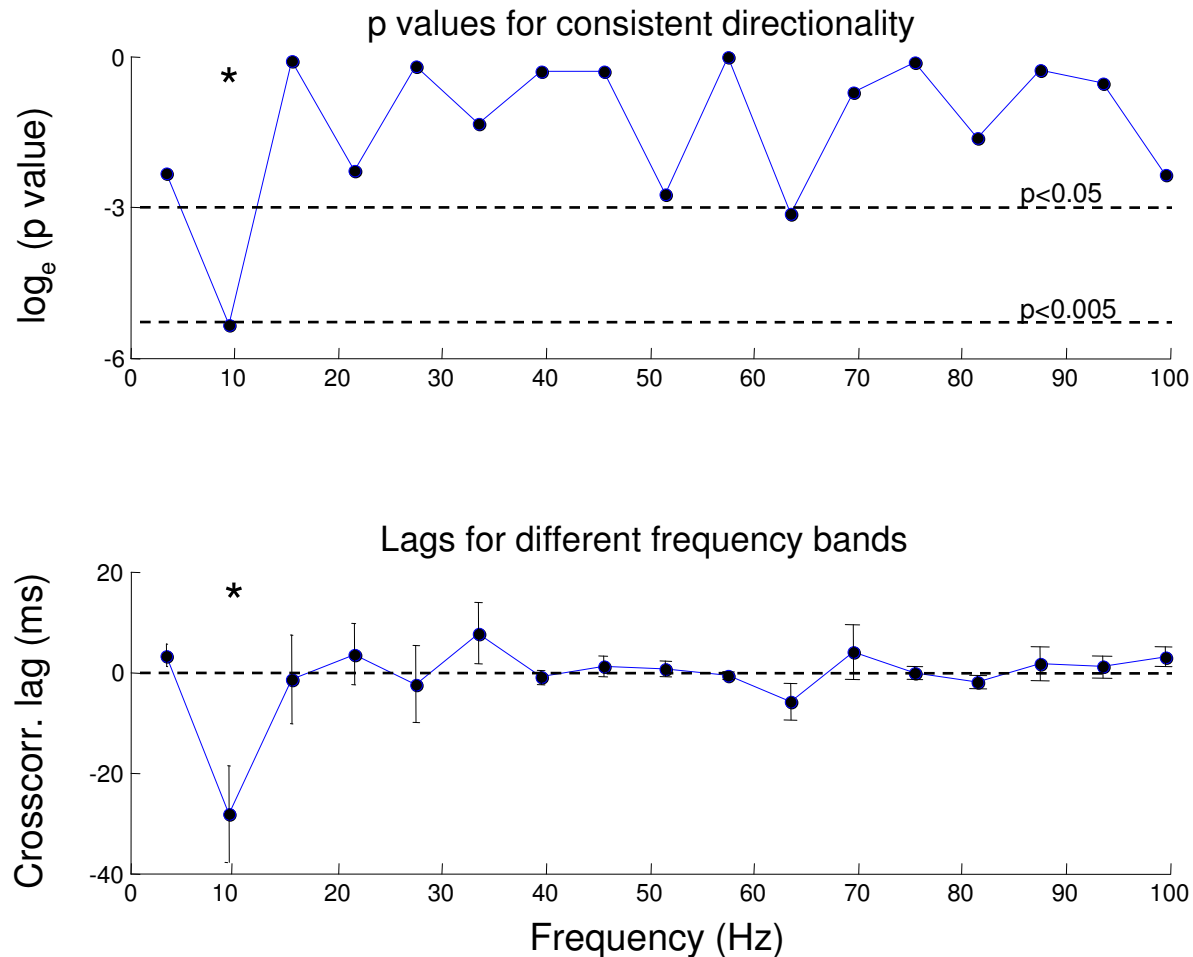 p values for consistent directionality
*
0
-3
-6
log_e (p value)
p<0.05
p<0.005
0 10 20 30 40 50 60 70 80 90 100
Lags for different frequency bands
*
20
0
-20
-40
Crosscorr. lag (ms)
0 10 20 30 40 50 60 70 80 90 100
Frequency (Hz)